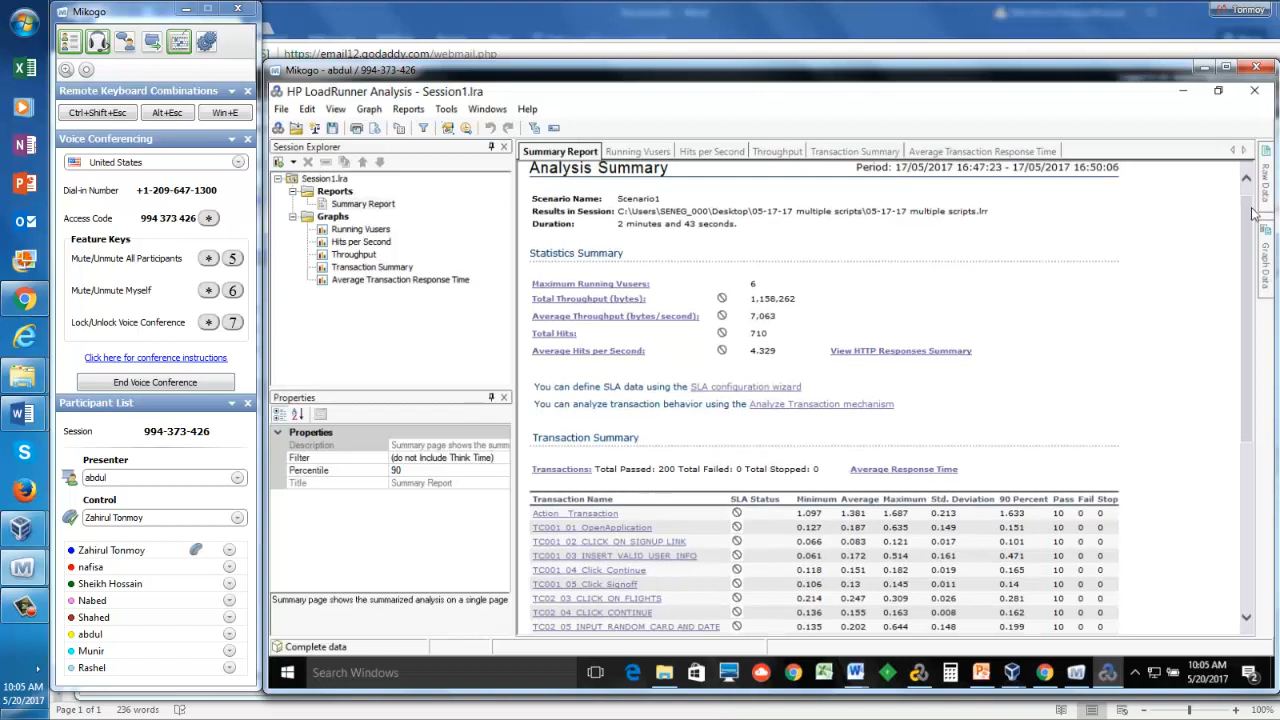 Mikogo
Tonmoy
https://email12.godaddy.com/webmail.php
Remote Keyboard Combinations
Ctrl+Shift+Esc
Alt+Esc
Win+E
Voice Conferencing
United States
Dial-in Number +1-209-647-1300
Access Code 994 373 426 *
Feature Keys
Mute/Unmute All Participants * 5
Mute/Unmute Myself * 6
Lock/Unlock Voice Conference * 7
Click here for conference instructions
End Voice Conference
Participant List
Session 994-373-426
Presenter
abdul
Control
Zahirul Tonmoy
Zahirul Tonmoy
nafisa
Sheikh Hossain
Nabed
Shahed
abdul
Munir
Rashel
Mikogo - abdul / 994-373-426
HP LoadRunner Analysis - Session1.lra
File Edit View Graph Reports Tools Windows Help
Session Explorer
Session1.lra
Reports
Summary Report
Graphs
Running Vusers
Hits per Second
Throughput
Transaction Summary
Average Transaction Response Time
Properties
Properties
Description Summary page shows the summ
Filter (do not Include Think Time)
Percentile 90
Title Summary Report
Summary page shows the summarized analysis on a single page
Complete data
Summary Report Running Vusers Hits per Second Throughput Transaction Summary Average Transaction Response Time
Analysis Summary Period: 17/05/2017 16:47:23 - 17/05/2017 16:50:06
Scenario Name: Scenario1
Results in Session: C:\Users\SENEG_000\Desktop\05-17-17 multiple scripts\05-17-17 multiple scripts.lrr
Duration: 2 minutes and 43 seconds.
Statistics Summary
Maximum Running Vusers: 6
Total Throughput (bytes): 1,158,262
Average Throughput (bytes/second): 7,063
Total Hits: 710
Average Hits per Second: 4.329 View HTTP Responses Summary
You can define SLA data using the SLA configuration wizard
You can analyze transaction behavior using the Analyze Transaction mechanism
Transaction Summary
Transactions: Total Passed: 200 Total Failed: 0 Total Stopped: 0 Average Response Time
Transaction Name SLA Status Minimum Average Maximum Std. Deviation 90 Percent Pass Fail Stop
Action_Transaction 1.097 1.381 1.687 0.213 1.633 10 0 0
TC001_01_OpenApplication 0.127 0.187 0.635 0.149 0.151 10 0 0
TC001_02_CLICK_ON_SIGNUP_LINK 0.066 0.083 0.121 0.017 0.101 10 0 0
TC001_03_INSERT_VALID_USER_INFO 0.061 0.172 0.514 0.161 0.471 10 0 0
TC001_04_Click_Continue 0.118 0.151 0.182 0.019 0.165 10 0 0
TC001_05_Click_Signoff 0.106 0.13 0.145 0.011 0.14 10 0 0
TC02_03_CLICK_ON_FLIGHTS 0.214 0.247 0.309 0.026 0.281 10 0 0
TC02_04_CLICK_CONTINUE 0.136 0.155 0.163 0.008 0.162 10 0 0
TC02_05_INPUT_RANDOM_CARD_AND_DATE 0.135 0.202 0.644 0.148 0.199 10 0 0
Raw Data
Graph Data
Search Windows
10:05 AM
5/20/2017
2
10:05 AM
5/20/2017
Page 1 of 1 236 words
100%